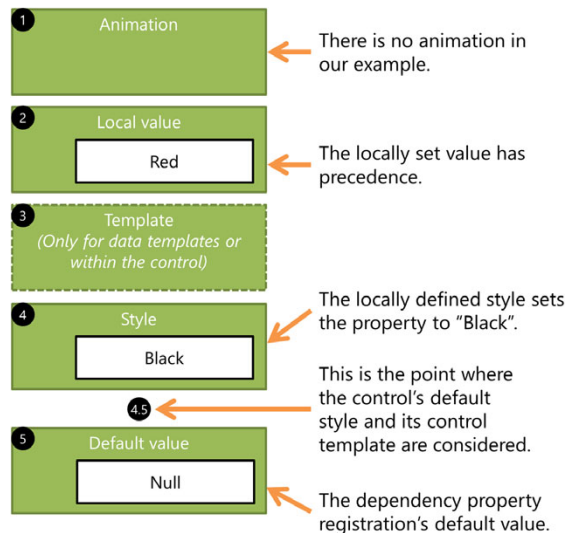 1
Animation
There is no animation in
our example.
2
Local value
Red
The locally set value has
precedence.
3
Template
(Only for data templates or
within the control)
4
Style
Black
The locally defined style sets
the property to “Black”.
4.5
This is the point where
the control’s default
style and its control
template are considered.
5
Default value
Null
The dependency property
registration’s default value.